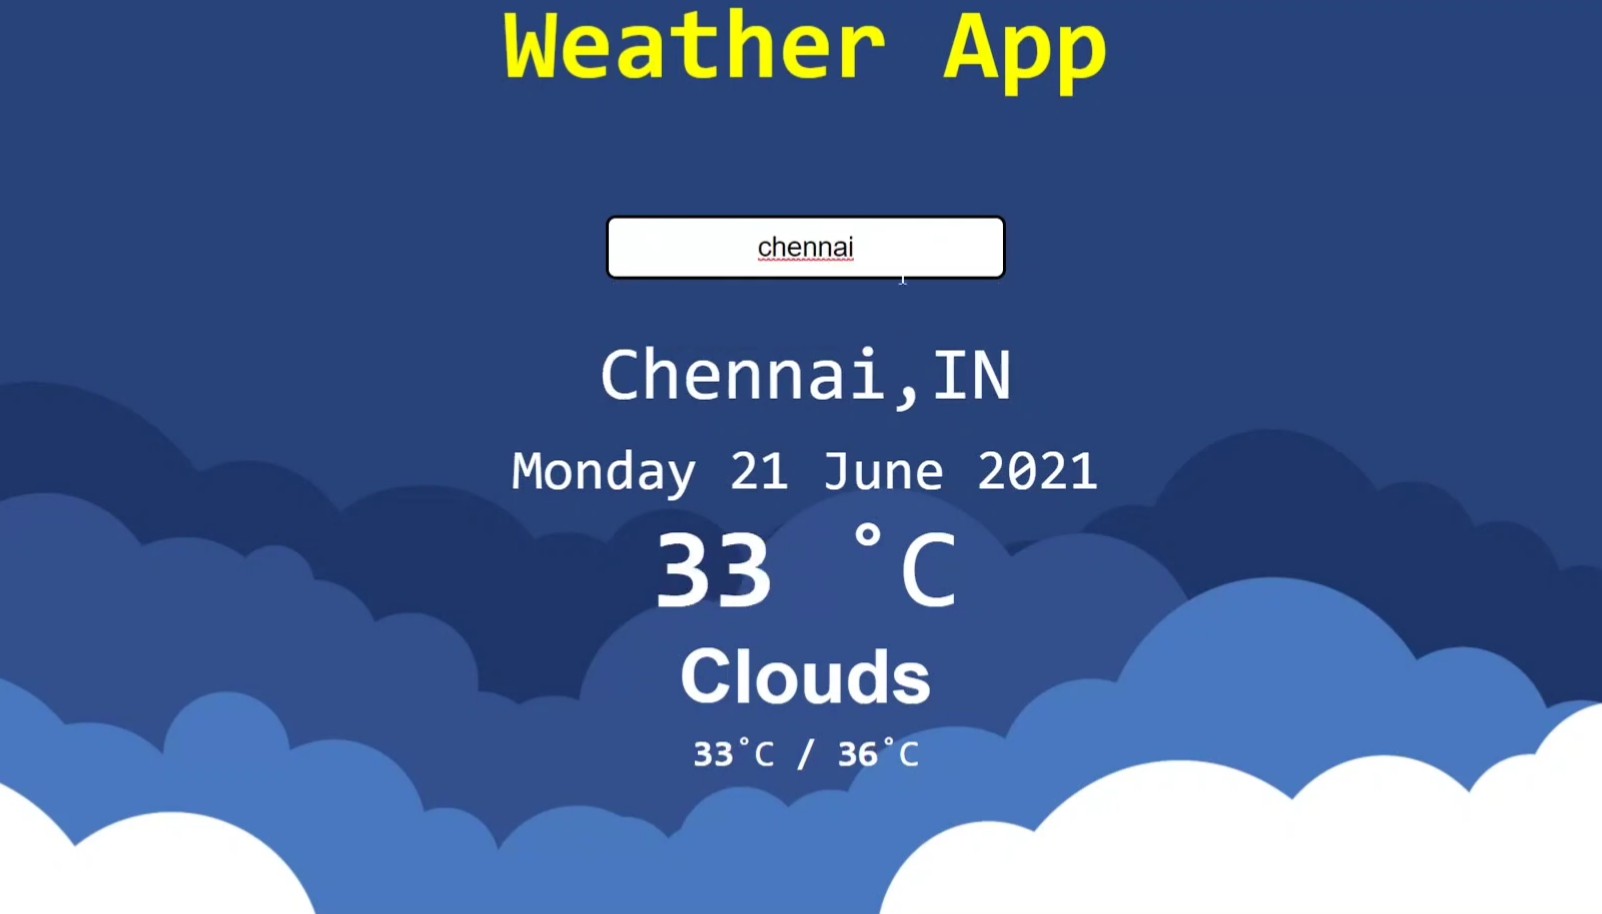 Weather App
chennai
Chennai,IN
Monday 21 June 2021
33 °C
Clouds
33°C / 36°C